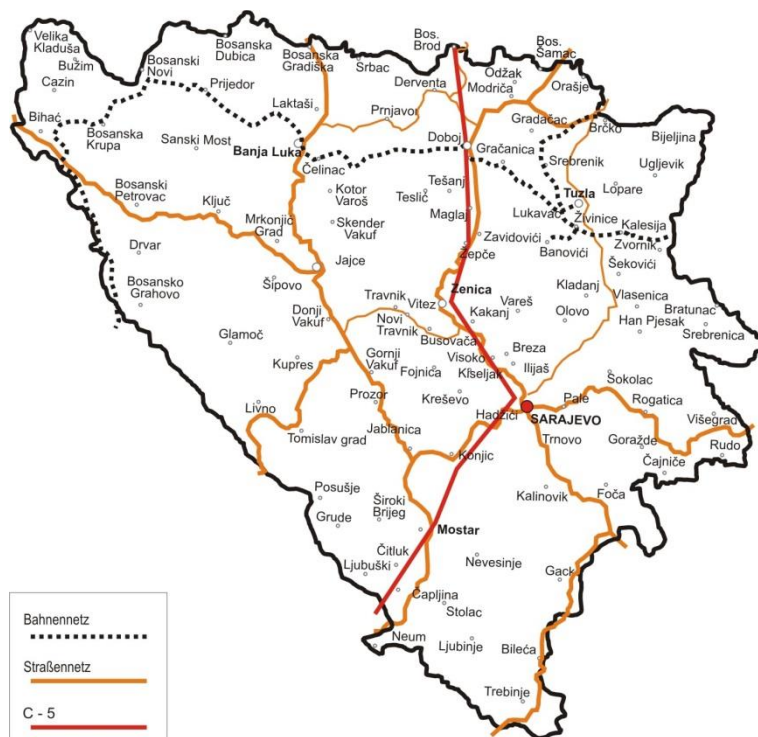 Velika
Kladuša
Bužim
Cazin
Bihać
Bosanski
Novi
Bosanska
Dubica
Prijedor
Bosanska
Gradiška
Srbac
Laktaši
Bosanska
Krupa
Sanski Most
Banja Luka
Čelinac
Prnjavor
Derventa
Bos.
Brod
Modriča
Odžak
Bos.
Šamac
Orašje
Gradačac
Brčko
Bijeljina
Doboj
Gračanica
Srebrenik
Ugljevik
Lopare
Tuzla
Bosanski
Petrovac
Ključ
Mrkonjić
Grad
Kotor
Varoš
Skender
Vakuf
Teslić
Tešanj
Maglaj
Lukavac
Živinice
Kalesija
Zavidovići
Banovići
Zvornik
Žepče
Šekovići
Drvar
Bosansko
Grahovo
Šipovo
Jajce
Zenica
Kladanj
Vlasenica
Bratunac
Srebrenica
Han Pjesak
Donji
Vakuf
Travnik
Vitez
Novi
Travnik
Kakanj
Vareš
Olovo
Busovača
Glamoč
Kupres
Gornji
Vakuf
Fojnica
Visoko
Breza
Ilijaš
Kiseljak
Sokolac
Livno
Prozor
Kreševo
Hadžići
SARAJEVO
Pale
Rogatica
Višegrad
Tomislav grad
Jablanica
Konjic
Trnovo
Goražde
Rudo
Čajniče
Posušje
Grude
Široki
Brijeg
Mostar
Kalinovik
Foča
Čitluk
Ljubuški
Nevesinje
Gack
Čapljina
Stolac
Neum
Ljubinje
Bileća
Trebinje
Bahnennetz
Straßennetz
C - 5